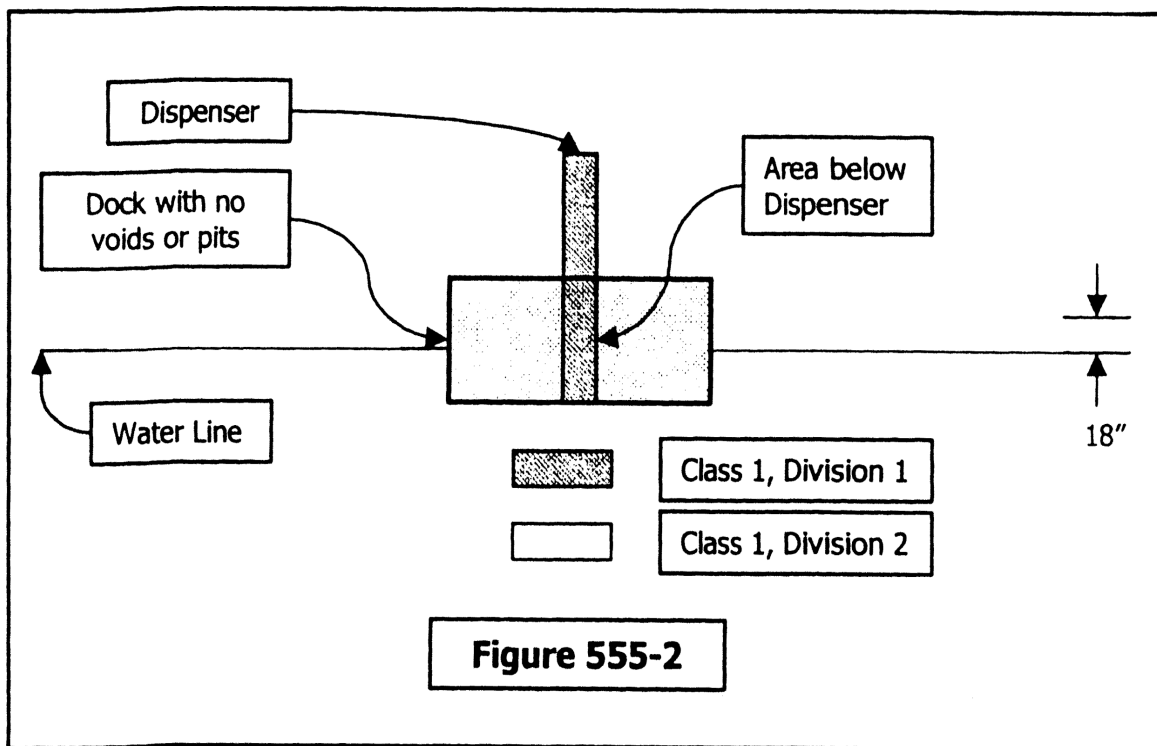 Dispenser
Area below
Dispenser
Dock with no
voids or pits
Water Line
18"
Class 1, Division 1
Class 1, Division 2
Figure 555-2